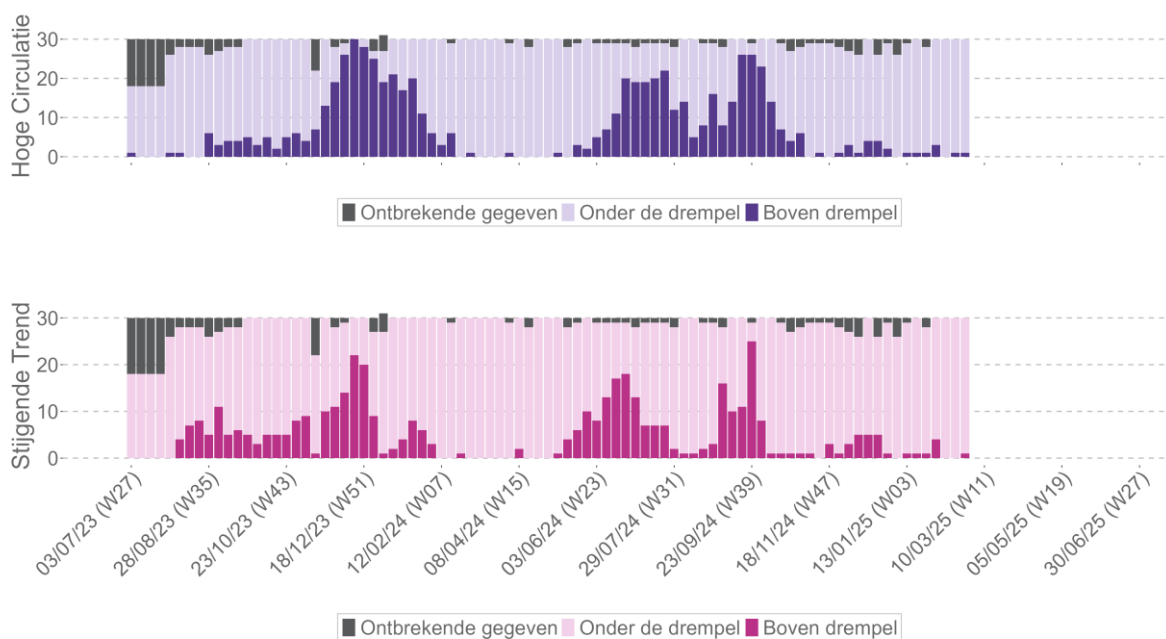 Hoge Circulatie
30
20
10
0
Ontbrekende gegeven Onder de drempel Boven drempel
Stijgende Trend
30
20
10
0
03/07/23 (W27)
28/08/23 (W35)
23/10/23 (W43)
18/12/23 (W51)
12/02/24 (W07)
08/04/24 (W15)
03/06/24 (W23)
29/07/24 (W31)
23/09/24 (W39)
18/11/24 (W47)
13/01/25 (W03)
10/03/25 (W11)
05/05/25 (W19)
30/06/25 (W27)
Ontbrekende gegeven Onder de drempel Boven drempel